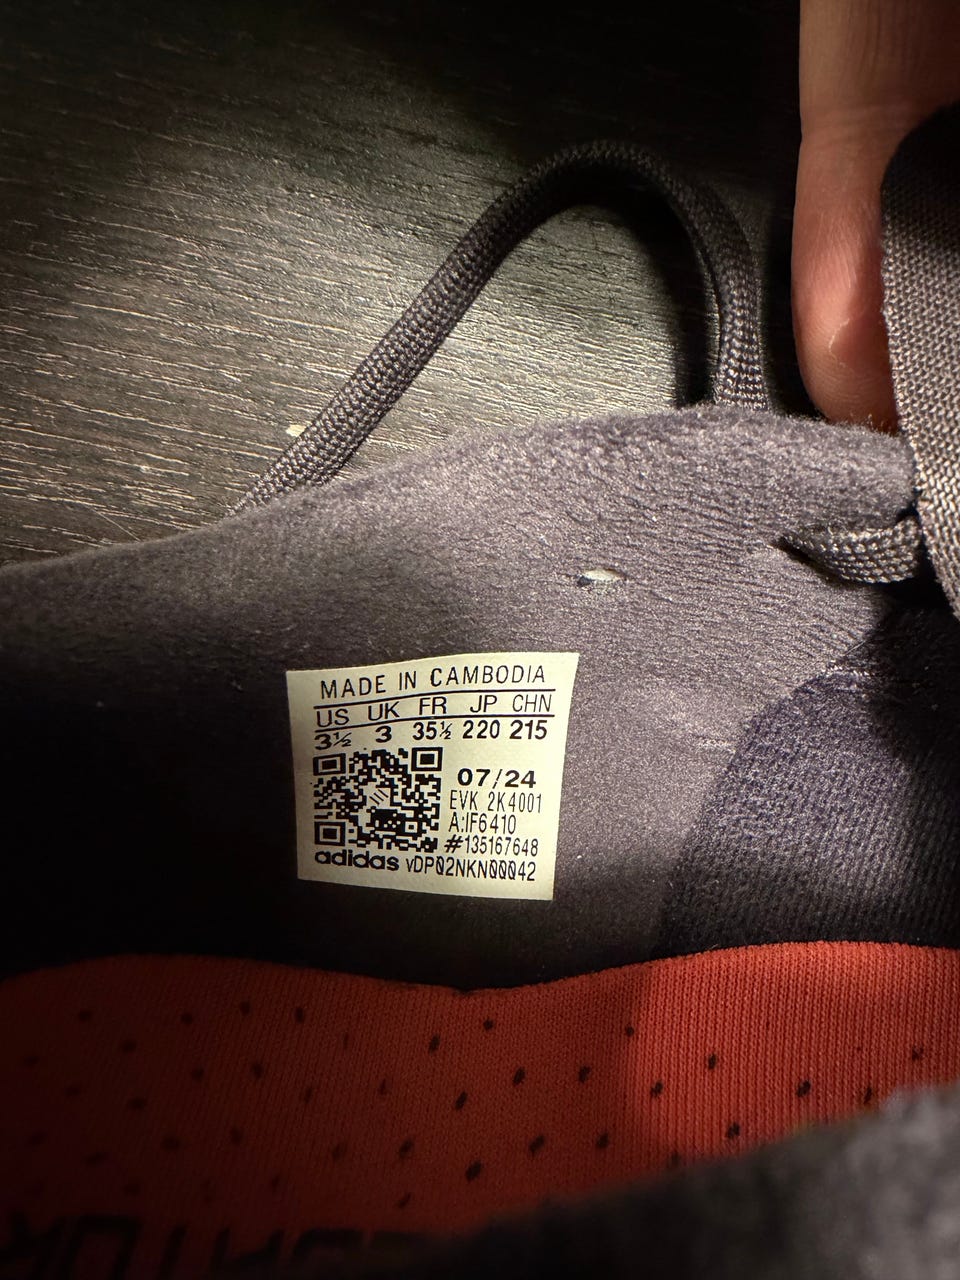 MADE IN CAMBODIA
US UK FR JP CHN
3½ 3 35½ 220 215
07/24
EVK 2K4001
A:IF6410
#135167648
adidas vDP02NKN00042